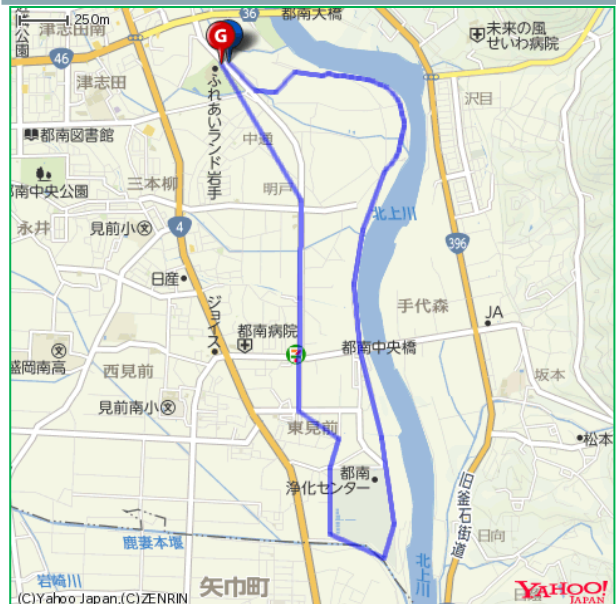 250m
36
都南大橋
津志田南
公園
46
津志田
G
未来の風
せいわ病院
沢目
都南図書館
ふれあいランド岩手
中通
三本柳
明戸
南中央公園
永井
見前小
4
北上川
396
日産
手代森
ジョイス
都南病院
JA
都南中央橋
盛岡南高
西見前
坂本
見前南小
東見前
松本
都南
浄化センター
旧釜石街道
日向
鹿妻本堰
北上川
岩崎川
矢巾町
(C)Yahoo Japan,(C)ZENRIN
YAHOO!
JAPAN